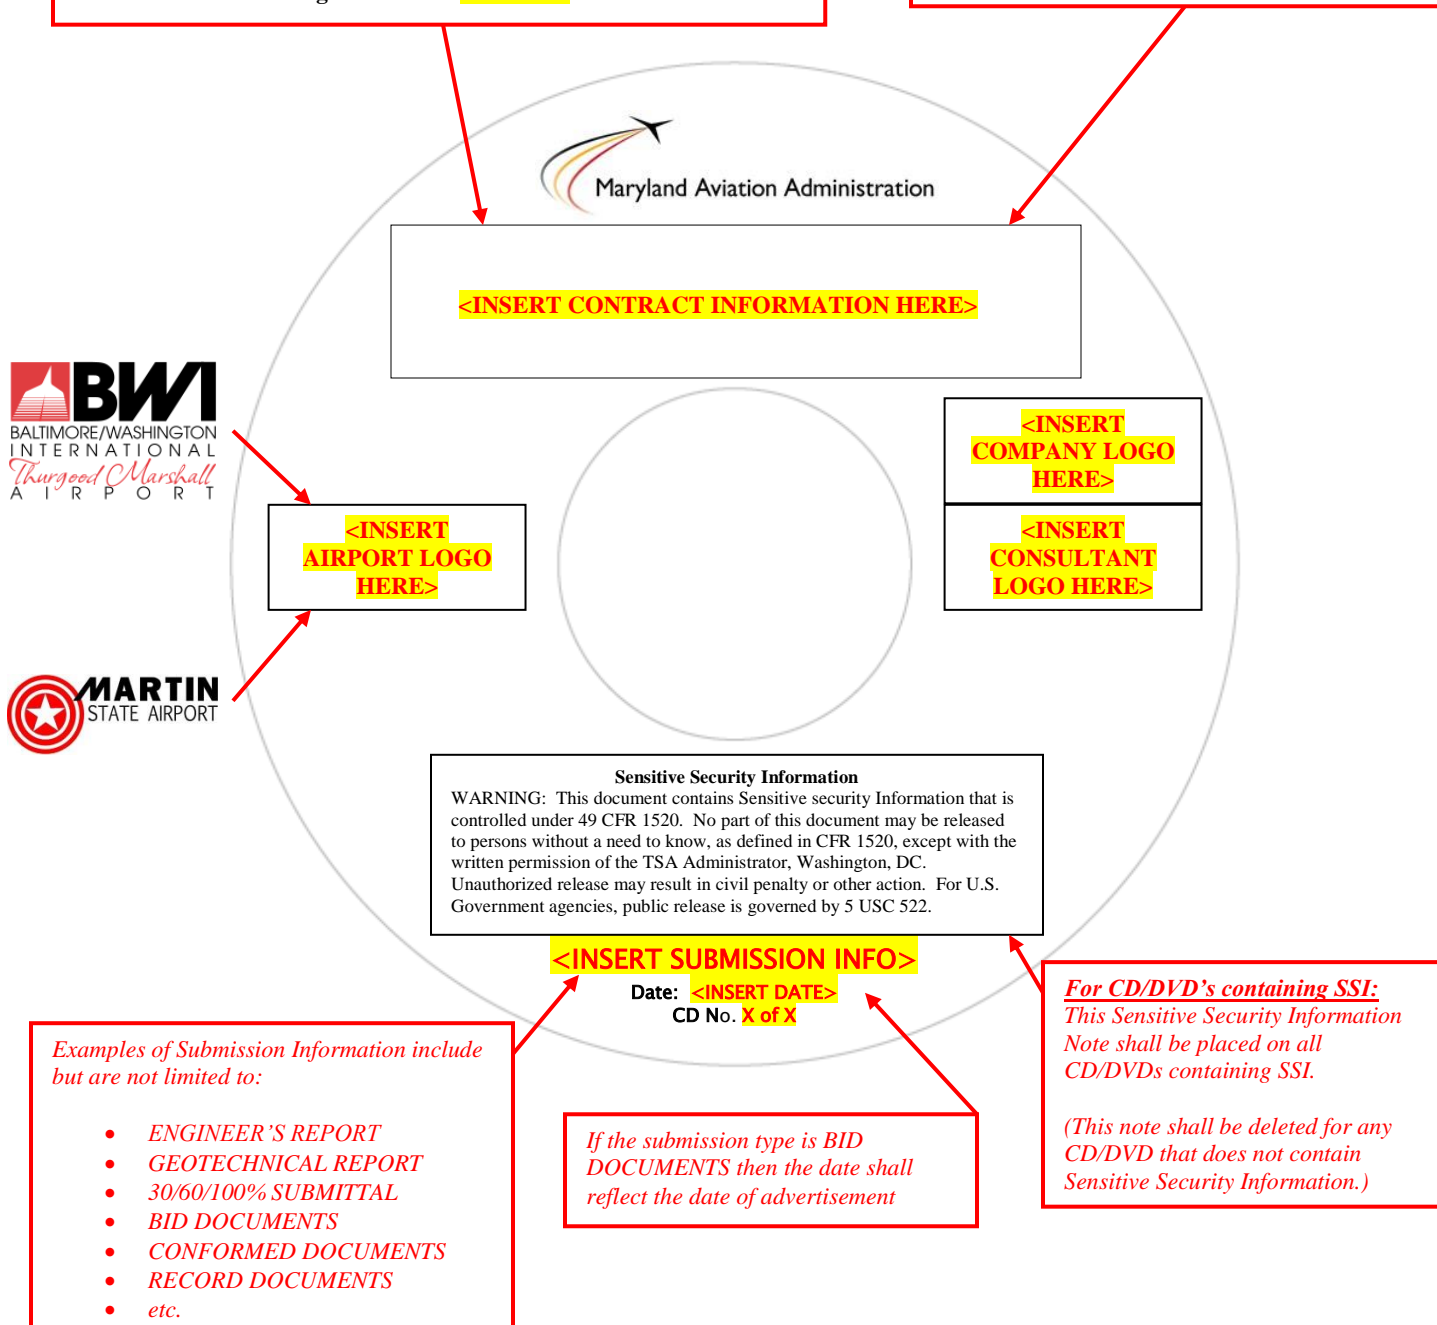 Maryland Aviation Administration
<INSERT CONTRACT INFORMATION HERE>
BWI
BALTIMORE/WASHINGTON
INTERNATIONAL
Thurgood Marshall
AIRPORT
<INSERT
AIRPORT LOGO
HERE>
<INSERT
COMPANY LOGO
HERE>
<INSERT
CONSULTANT
LOGO HERE>
MARTIN
STATE AIRPORT
Sensitive Security Information
WARNING:  This document contains Sensitive security Information that is
controlled under 49 CFR 1520.  No part of this document may be released
to persons without a need to know, as defined in CFR 1520, except with the
written permission of the TSA Administrator, Washington, DC.
Unauthorized release may result in civil penalty or other action.  For U.S.
Government agencies, public release is governed by 5 USC 522.
<INSERT SUBMISSION INFO>
Date:  <INSERT DATE>
CD No. X of X
Examples of Submission Information include
but are not limited to:
• ENGINEER'S REPORT
• GEOTECHNICAL REPORT
• 30/60/100% SUBMITTAL
• BID DOCUMENTS
• CONFORMED DOCUMENTS
• RECORD DOCUMENTS
• etc.
If the submission type is BID
DOCUMENTS then the date shall
reflect the date of advertisement
For CD/DVD's containing SSI:
This Sensitive Security Information
Note shall be placed on all
CD/DVDs containing SSI.
(This note shall be deleted for any
CD/DVD that does not contain
Sensitive Security Information.)